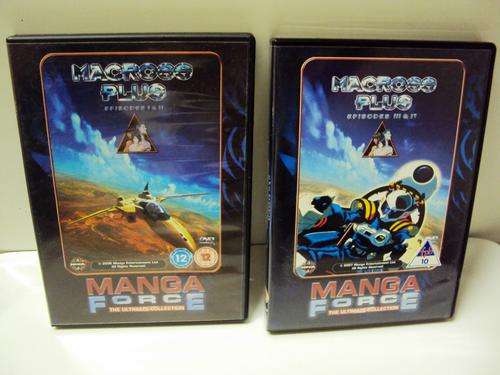 MACROSS
PLUS
EPISODES I & II
12
12
MANGA
FORCE
THE ULTIMATE COLLECTION
MACROSS
PLUS
EPISODES III & IV
10
MANGA
FORCE
THE ULTIMATE COLLECTION